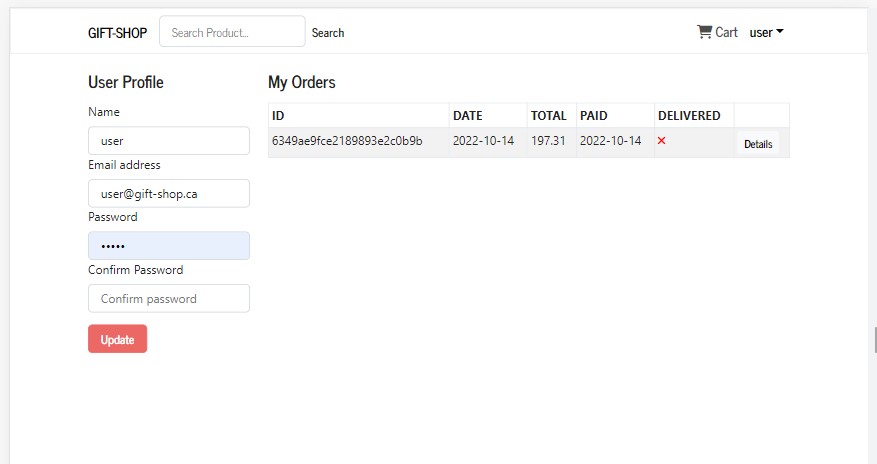 GIFT-SHOP Search Product... Search Cart user
User Profile
Name
user
Email address
user@gift-shop.ca
Password
•••••
Confirm Password
Confirm password
Update
My Orders
ID DATE TOTAL PAID DELIVERED
6349ae9fce2189893e2c0b9b 2022-10-14 197.31 2022-10-14 Details